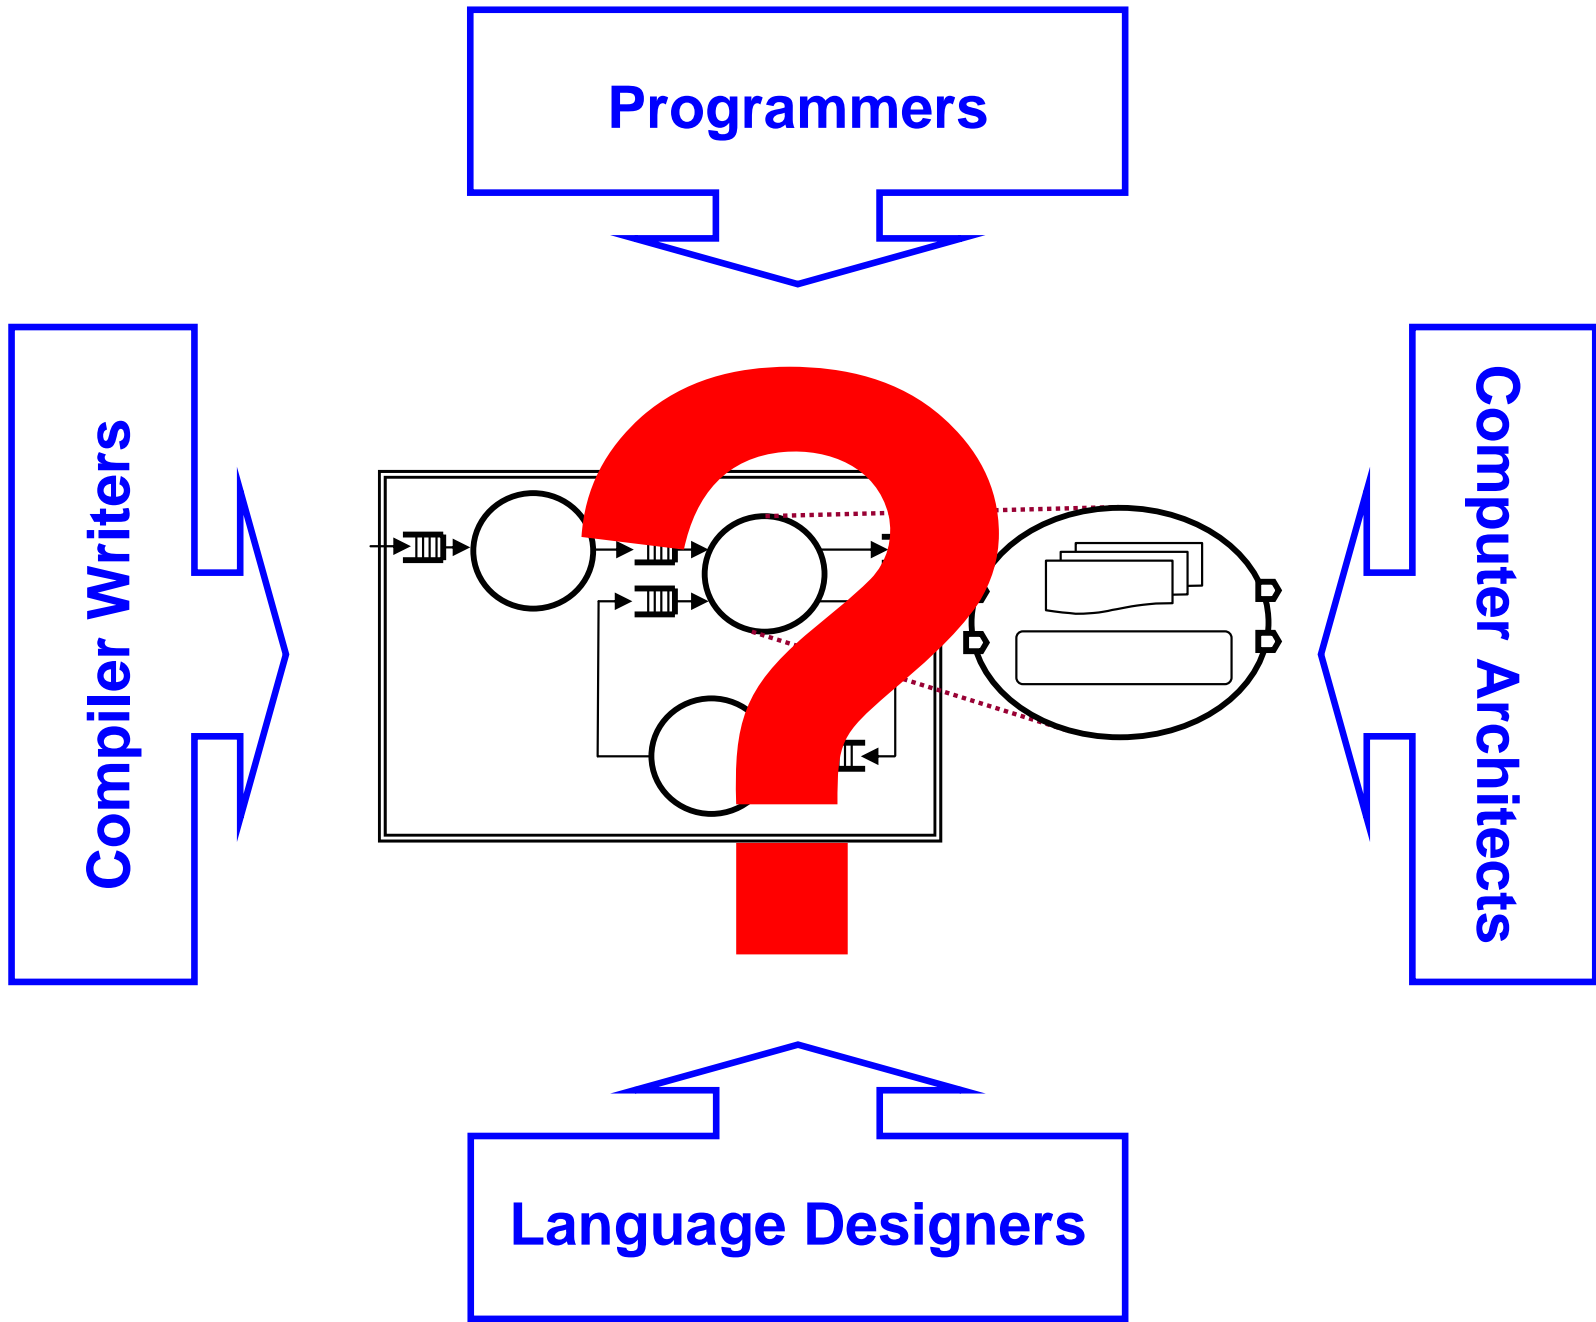 Programmers
Compiler Writers
Computer Architects
?
Language Designers